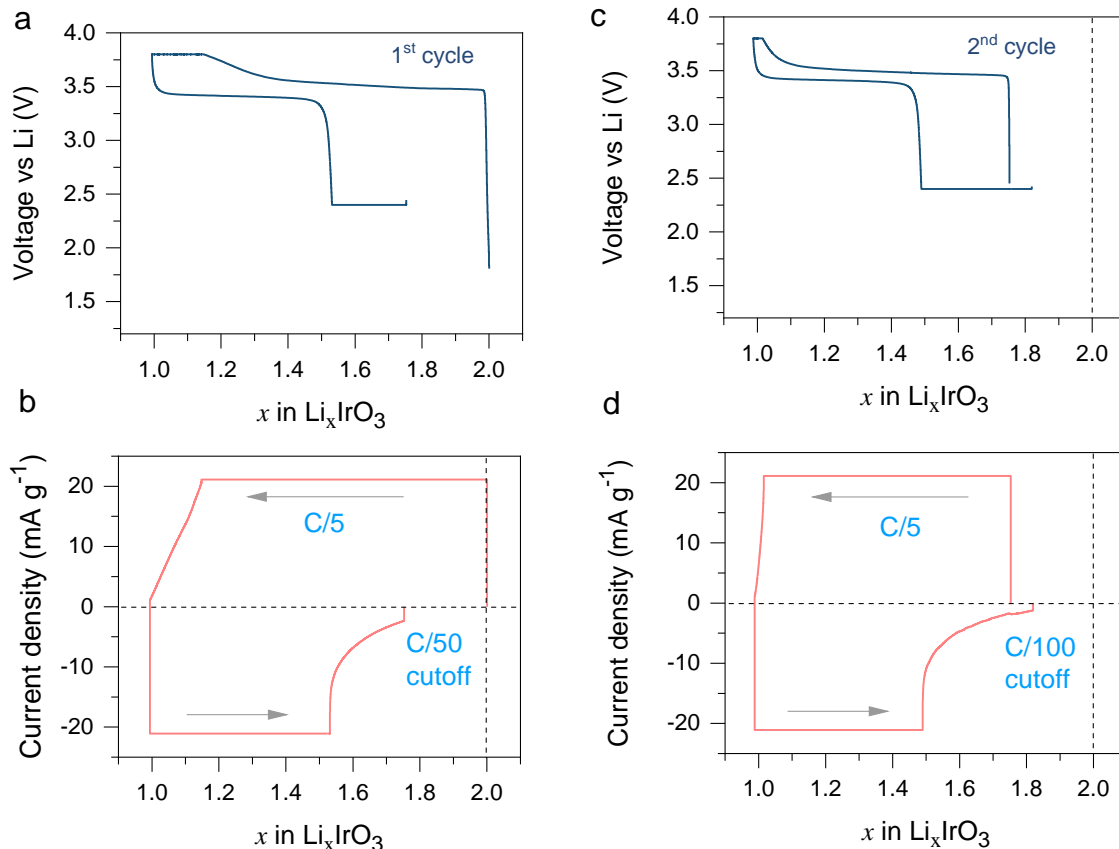 a
Voltage vs Li (V)
4.0
3.5
3.0
2.5
2.0
1.5
1st cycle
1.0 1.2 1.4 1.6 1.8 2.0
x in LixIrO3
c
Voltage vs Li (V)
4.0
3.5
3.0
2.5
2.0
1.5
2nd cycle
1.0 1.2 1.4 1.6 1.8 2.0
x in LixIrO3
b
Current density (mA g-1)
20
10
0
-10
-20
C/5
C/50
cutoff
1.0 1.2 1.4 1.6 1.8 2.0
x in LixIrO3
d
Current density (mA g-1)
20
10
0
-10
-20
C/5
C/100
cutoff
1.0 1.2 1.4 1.6 1.8 2.0
x in LixIrO3